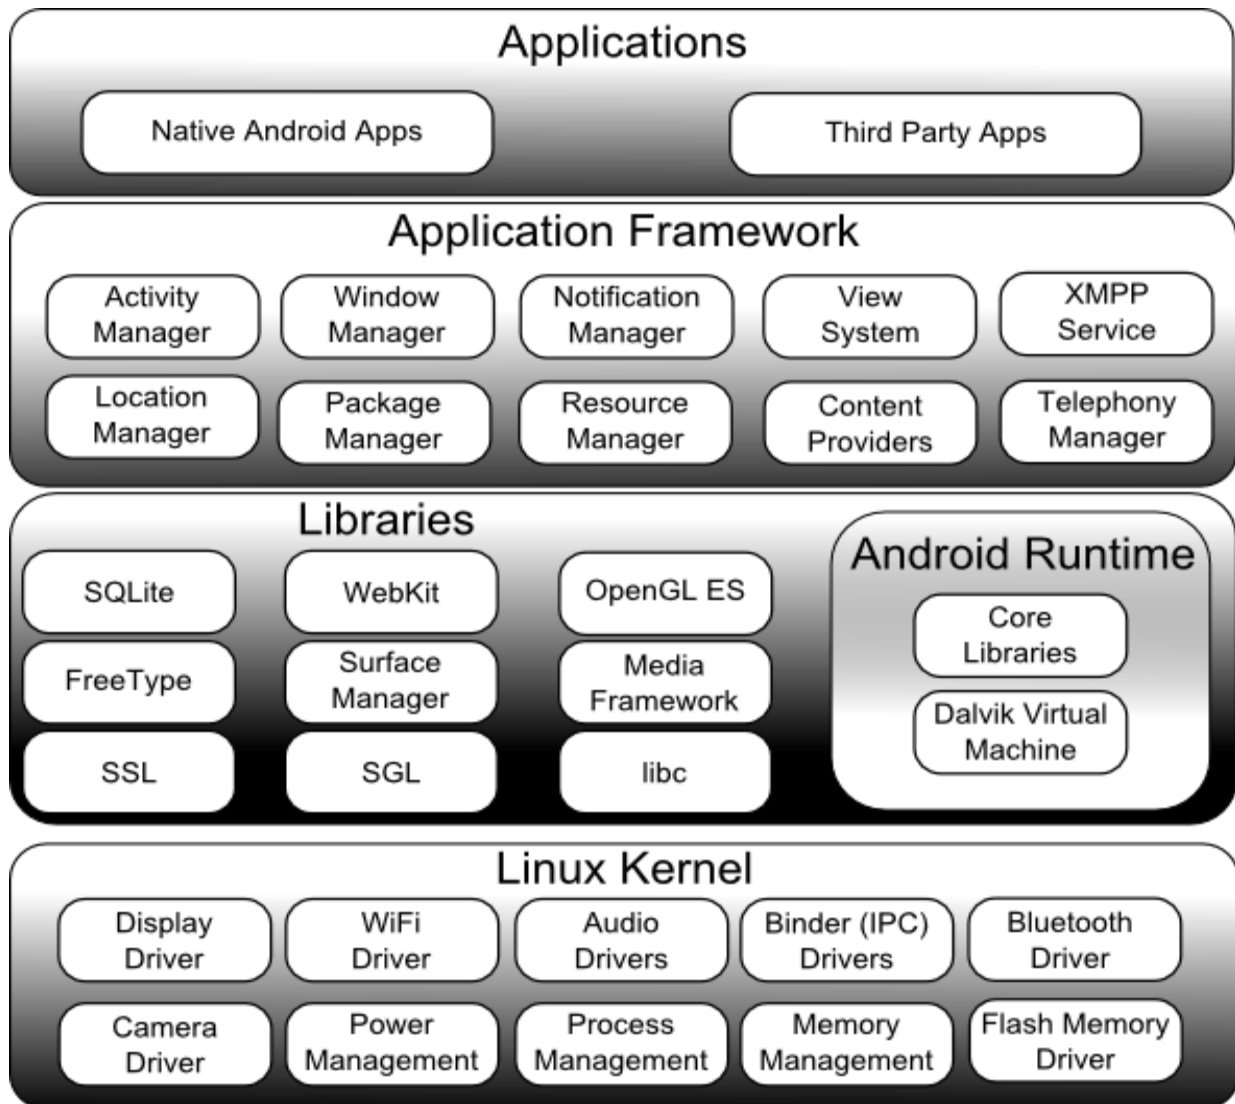 Applications
Native Android Apps
Third Party Apps
Application Framework
Activity
Manager
Window
Manager
Notification
Manager
View
System
XMPP
Service
Location
Manager
Package
Manager
Resource
Manager
Content
Providers
Telephony
Manager
Libraries
SQLite
WebKit
OpenGL ES
FreeType
Surface
Manager
Media
Framework
SSL
SGL
libc
Android Runtime
Core
Libraries
Dalvik Virtual
Machine
Linux Kernel
Display
Driver
WiFi
Driver
Audio
Drivers
Binder (IPC)
Drivers
Bluetooth
Driver
Camera
Driver
Power
Management
Process
Management
Memory
Management
Flash Memory
Driver